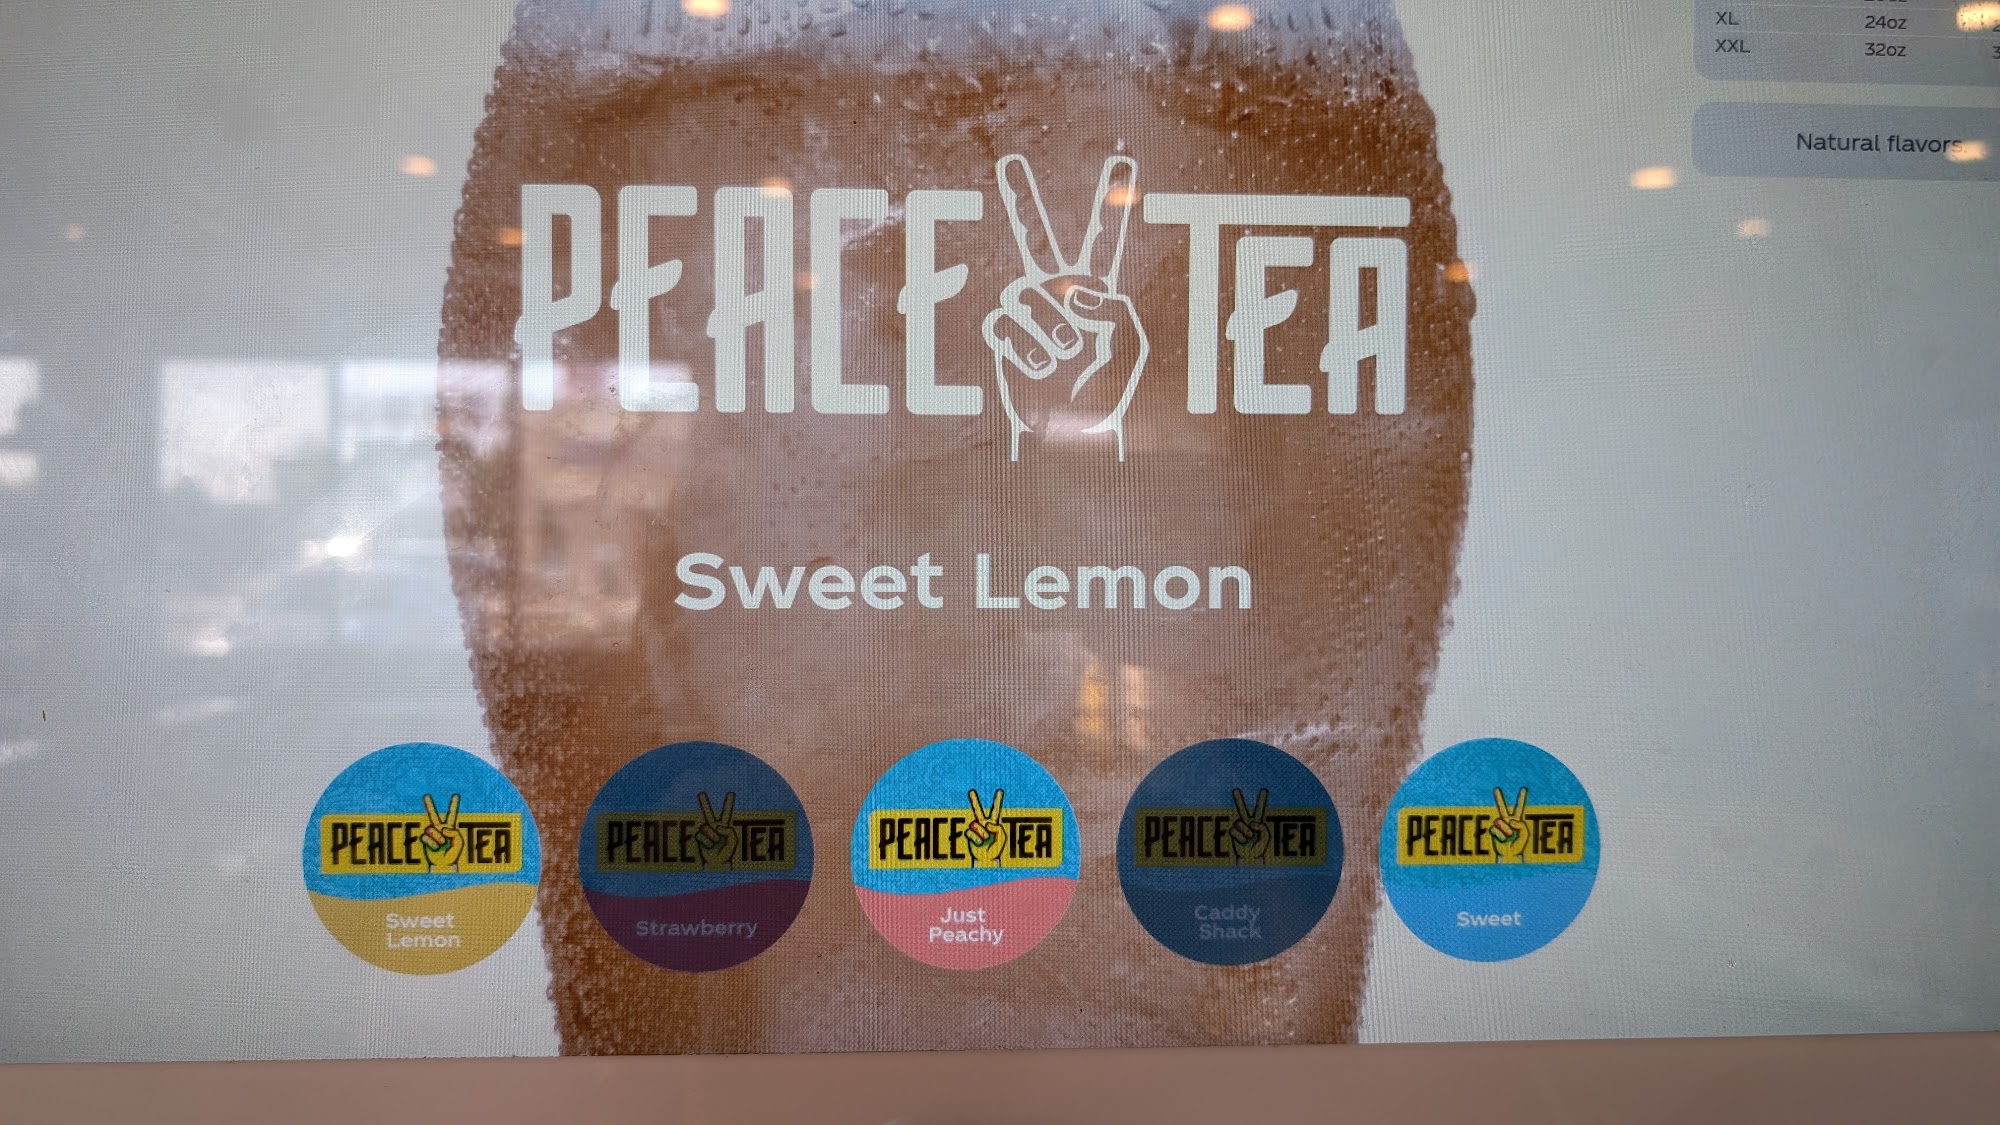 XL 24oz
XXL 32oz
Natural flavors.
PEACE TEA
Sweet Lemon
PEACE TEA
Sweet
Lemon
PEACE TEA
Strawberry
PEACE TEA
Just
Peachy
PEACE TEA
Caddy
Shack
PEACE TEA
Sweet